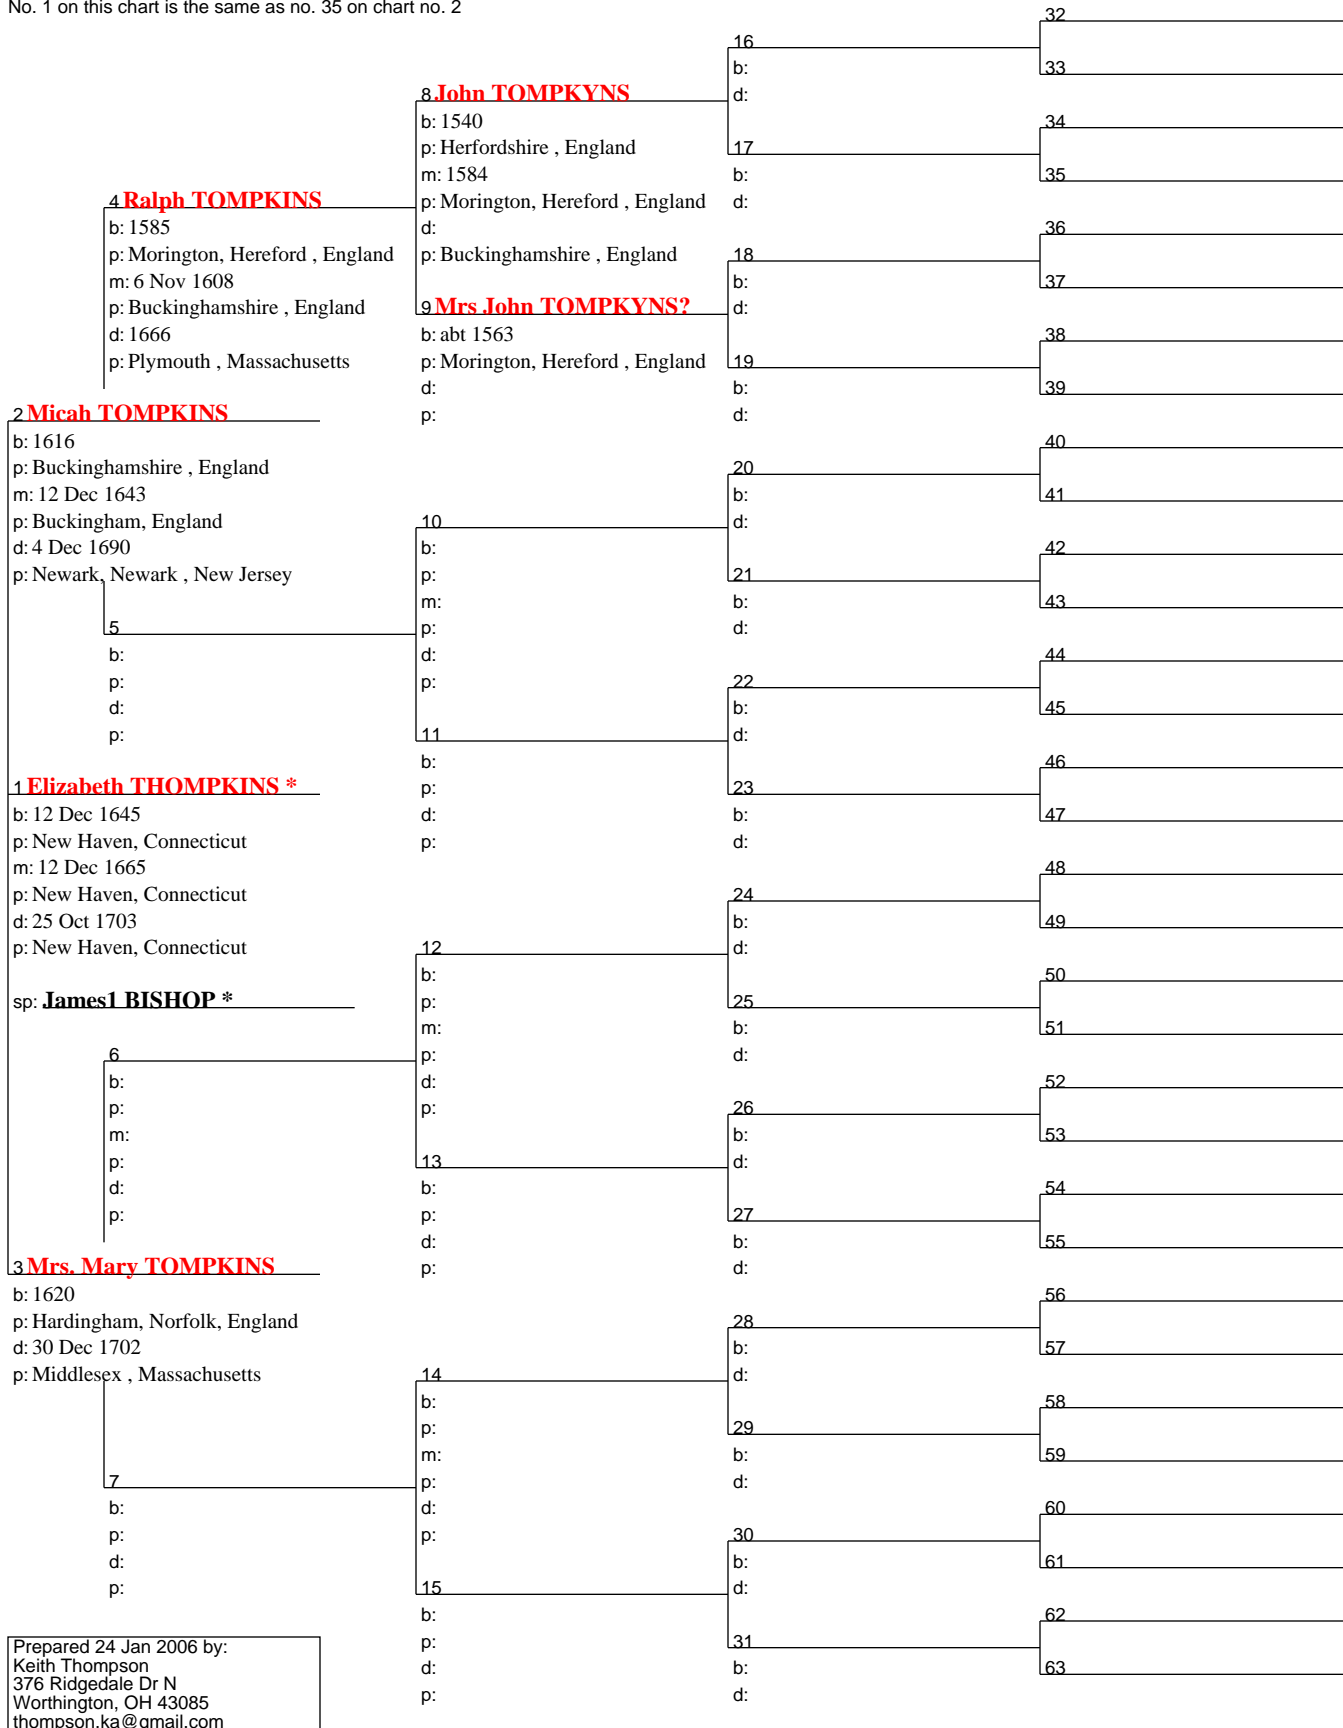 No. 1 on this chart is the same as no. 35 on chart no. 2
2 Micah TOMPKINS
b: 1616
p: Buckinghamshire , England
m: 12 Dec 1643
p: Buckingham, England
d: 4 Dec 1690
p: Newark, Newark , New Jersey
1 Elizabeth THOMPKINS *
b: 12 Dec 1645
p: New Haven, Connecticut
m: 12 Dec 1665
p: New Haven, Connecticut
d: 25 Oct 1703
p: New Haven, Connecticut
sp: James1 BISHOP *
3 Mrs. Mary TOMPKINS
b: 1620
p: Hardingham, Norfolk, England
d: 30 Dec 1702
p: Middlesex , Massachusetts
4 Ralph TOMPKINS
b: 1585
p: Morington, Hereford , England
m: 6 Nov 1608
p: Buckinghamshire , England
d: 1666
p: Plymouth , Massachusetts
5
b:
p:
d:
p:
6
b:
p:
m:
p:
d:
p:
7
b:
p:
d:
p:
8 John TOMPKYNS
b: 1540
p: Herfordshire , England
m: 1584
p: Morington, Hereford , England
d:
p: Buckinghamshire , England
9 Mrs John TOMPKYNS?
b: abt 1563
p: Morington, Hereford , England
d:
p:
10
b:
p:
m:
p:
d:
p:
11
b:
p:
d:
p:
12
b:
p:
m:
p:
d:
p:
13
b:
p:
d:
p:
14
b:
p:
m:
p:
d:
p:
15
b:
p:
d:
p:
16
b:
d:
17
b:
d:
18
b:
d:
19
b:
d:
20
b:
d:
21
b:
d:
22
b:
d:
23
b:
d:
24
b:
d:
25
b:
d:
26
b:
d:
27
b:
d:
28
b:
d:
29
b:
d:
30
b:
d:
31
b:
d:
32
33
34
35
36
37
38
39
40
41
42
43
44
45
46
47
48
49
50
51
52
53
54
55
56
57
58
59
60
61
62
63
Prepared 24 Jan 2006 by:
Keith Thompson
376 Ridgedale Dr N
Worthington, OH 43085
thompson.ka@gmail.com